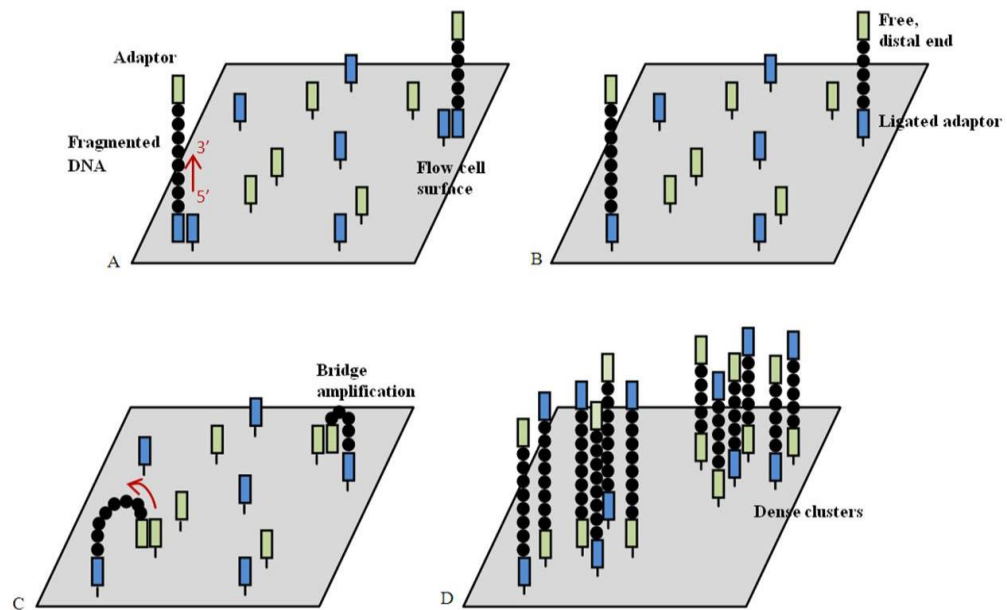 Adaptor
Fragmented
DNA
3'
5'
Flow cell
surface
A
Free,
distal end
Ligated adaptor
B
Bridge
amplification
C
Dense clusters
D